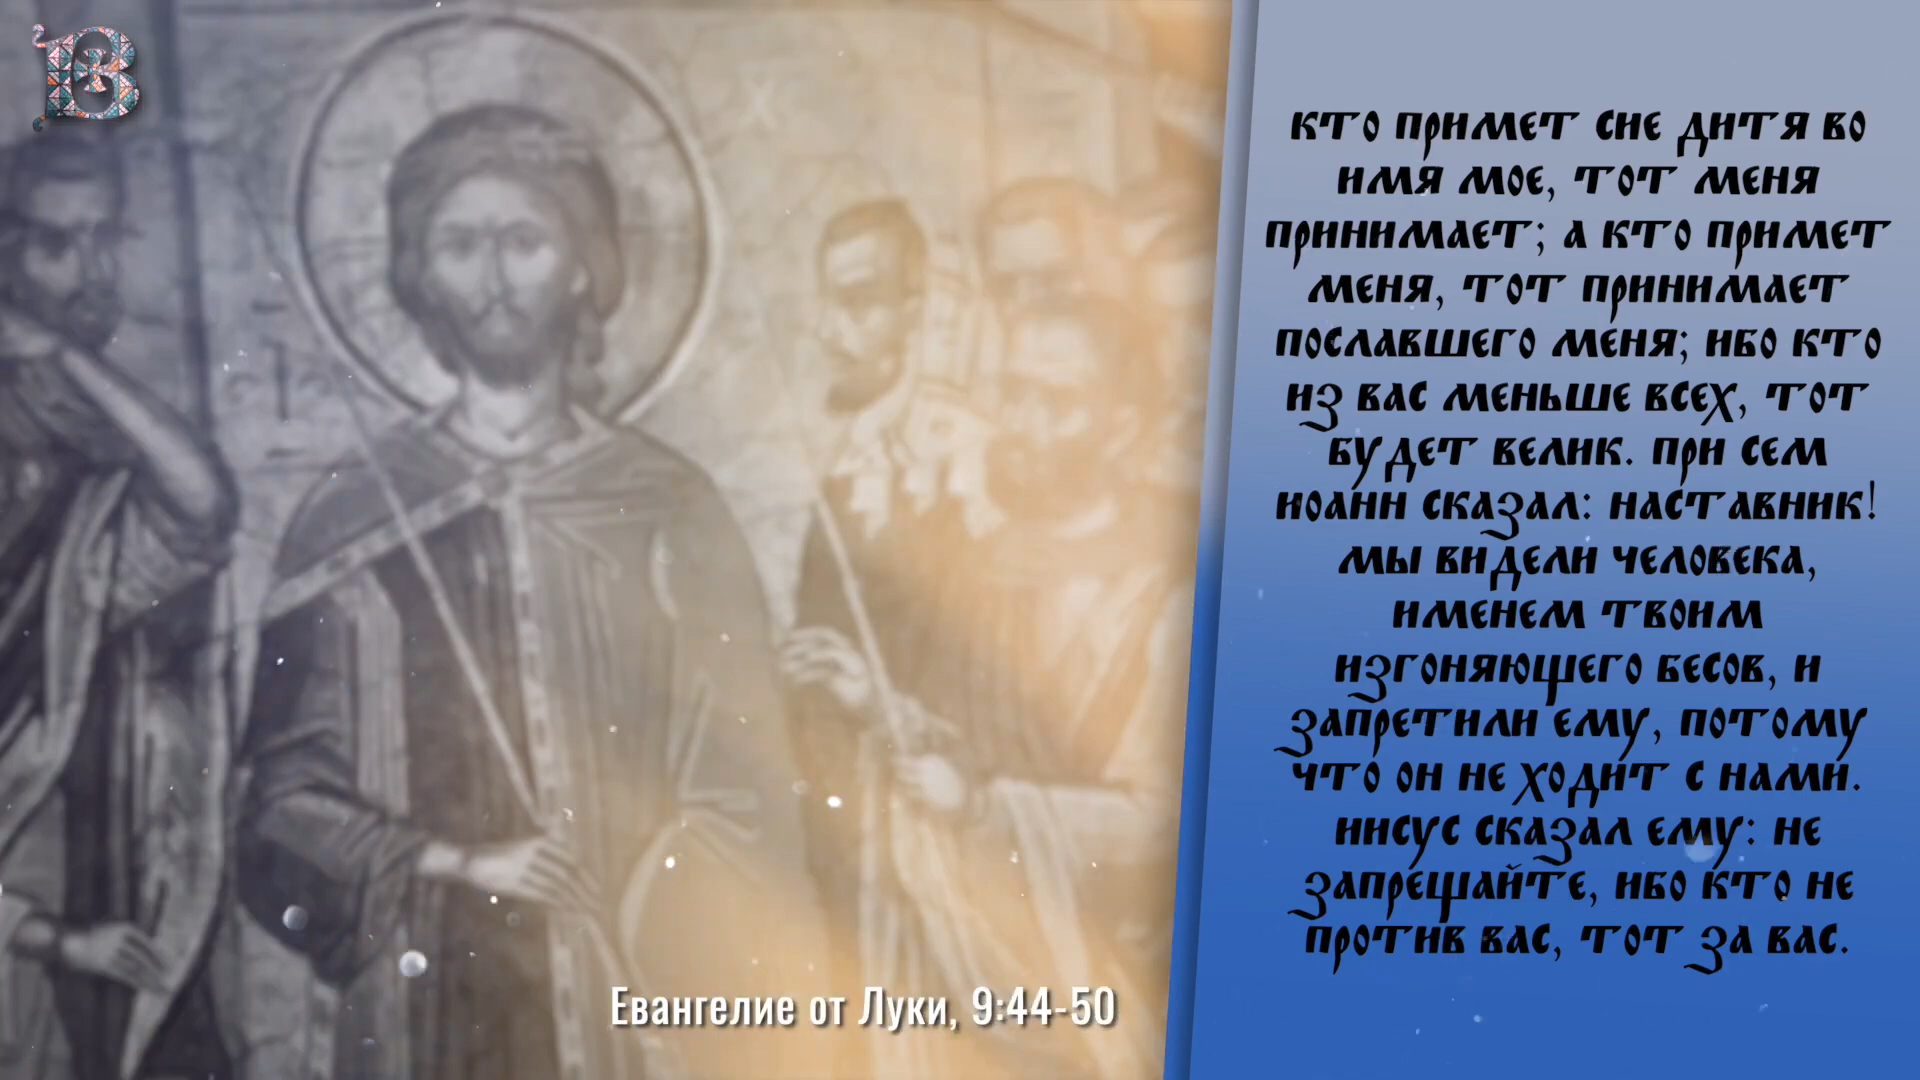 кто примет сие дитя во
имя мое, тот меня
принимает; а кто примет
меня, тот принимает
пославшего меня; ибо кто
из вас меньше всех, тот
будет велик. при сем
иоанн сказал: наставник!
мы видели человека,
именем твоим
изгоняющего бесов, и
запретили ему, потому
что он не ходит с нами.
иисус сказал ему: не
запрещайте, ибо кто не
против вас, тот за вас.
Евангелие от Луки, 9:44-50